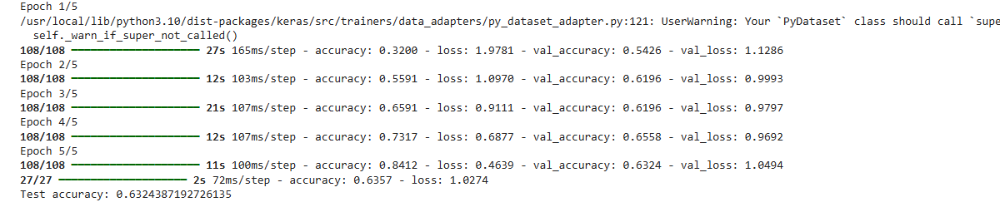 Epoch 1/5
/usr/local/lib/python3.10/dist-packages/keras/src/trainers/data_adapters/py_dataset_adapter.py:121: UserWarning: Your `PyDataset` class should call `supe
  self._warn_if_super_not_called()
108/108 ━━━━━━━━━━━━━━━━━━━━ 27s 165ms/step - accuracy: 0.3200 - loss: 1.9781 - val_accuracy: 0.5426 - val_loss: 1.1286
Epoch 2/5
108/108 ━━━━━━━━━━━━━━━━━━━━ 12s 103ms/step - accuracy: 0.5591 - loss: 1.0970 - val_accuracy: 0.6196 - val_loss: 0.9993
Epoch 3/5
108/108 ━━━━━━━━━━━━━━━━━━━━ 21s 107ms/step - accuracy: 0.6591 - loss: 0.9111 - val_accuracy: 0.6196 - val_loss: 0.9797
Epoch 4/5
108/108 ━━━━━━━━━━━━━━━━━━━━ 12s 107ms/step - accuracy: 0.7317 - loss: 0.6877 - val_accuracy: 0.6558 - val_loss: 0.9692
Epoch 5/5
108/108 ━━━━━━━━━━━━━━━━━━━━ 11s 100ms/step - accuracy: 0.8412 - loss: 0.4639 - val_accuracy: 0.6324 - val_loss: 1.0494
27/27 ━━━━━━━━━━━━━━━━━━━━ 2s 72ms/step - accuracy: 0.6357 - loss: 1.0274
Test accuracy: 0.6324387192726135